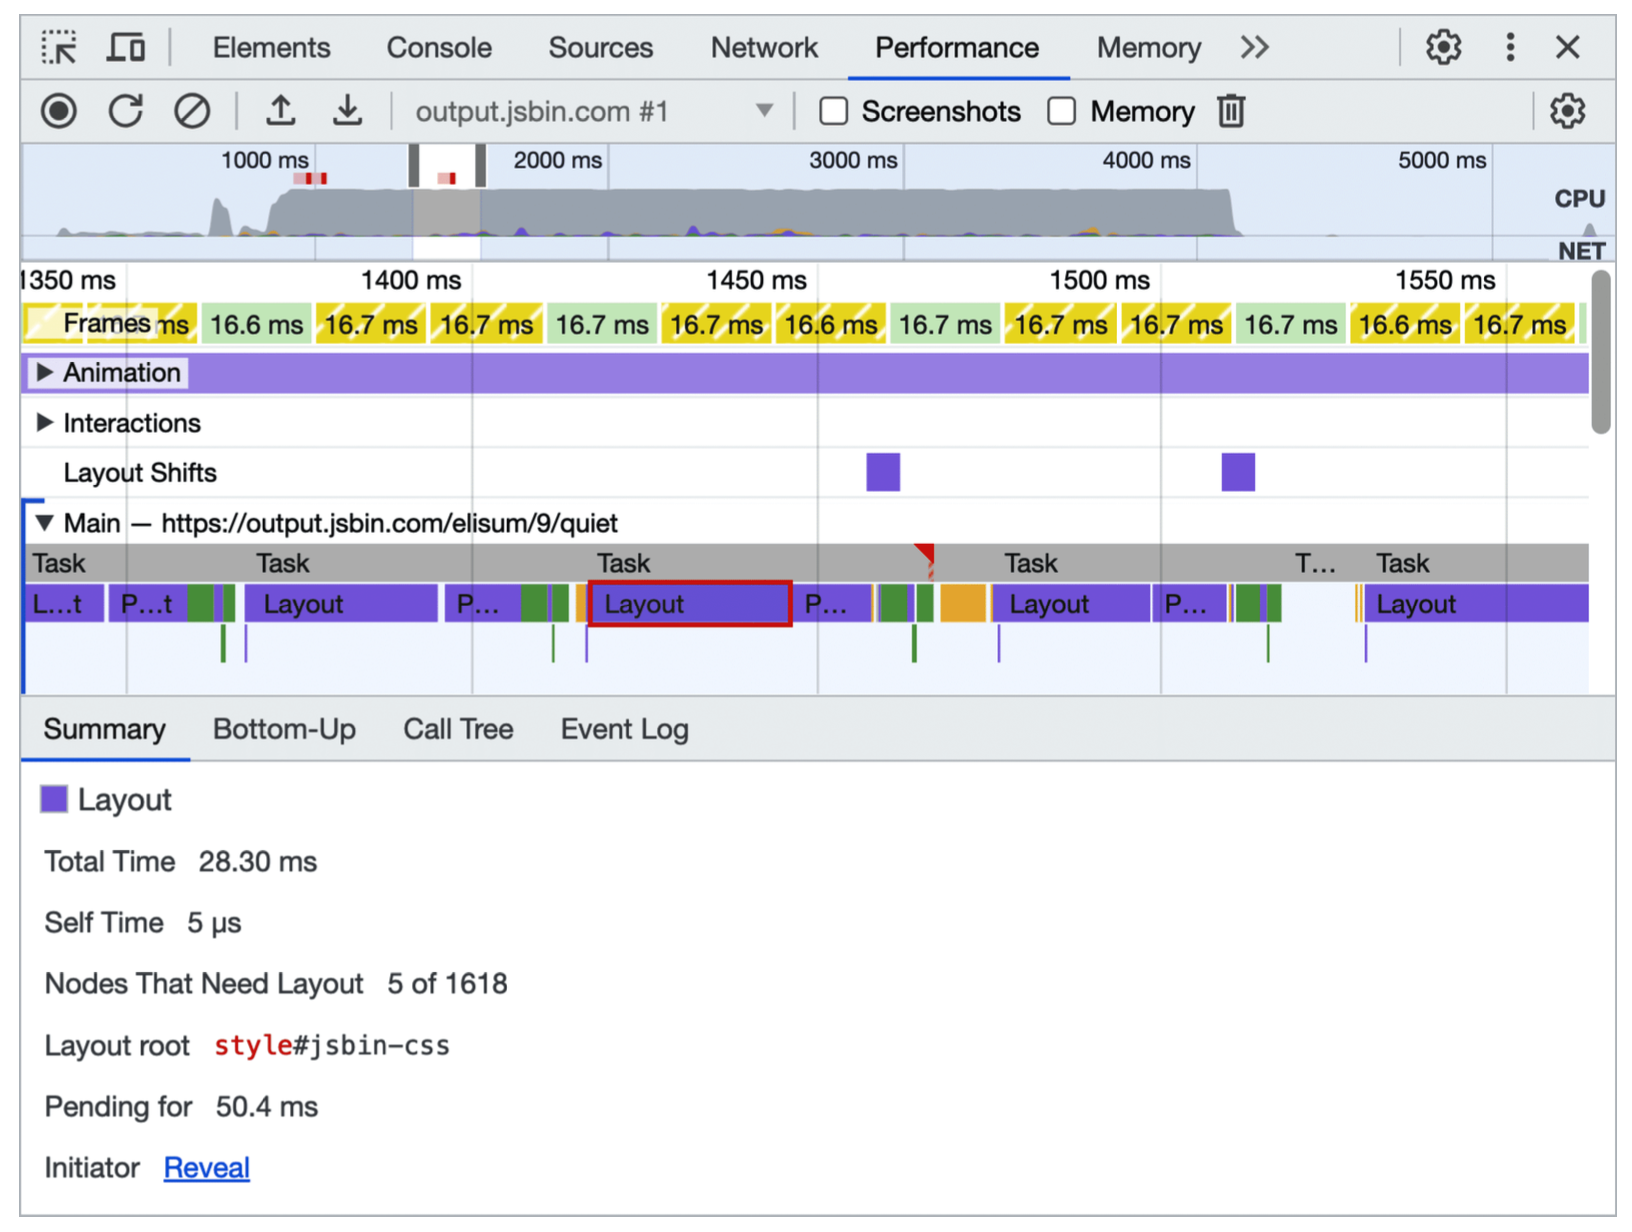 Elements Console Sources Network Performance Memory
output.jsbin.com #1 Screenshots Memory
1000 ms 2000 ms 3000 ms 4000 ms 5000 ms
CPU
NET
1350 ms 1400 ms 1450 ms 1500 ms 1550 ms
Frames ms 16.6 ms 16.7 ms 16.7 ms 16.7 ms 16.7 ms 16.6 ms 16.7 ms 16.7 ms 16.7 ms 16.7 ms 16.6 ms 16.7 ms
Animation
Interactions
Layout Shifts
Main — https://output.jsbin.com/elisum/9/quiet
Task Task Task Task T... Task
L...t P...t Layout P... Layout P... Layout P... Layout
Summary Bottom-Up Call Tree Event Log
Layout
Total Time 28.30 ms
Self Time 5 μs
Nodes That Need Layout 5 of 1618
Layout root style#jsbin-css
Pending for 50.4 ms
Initiator Reveal